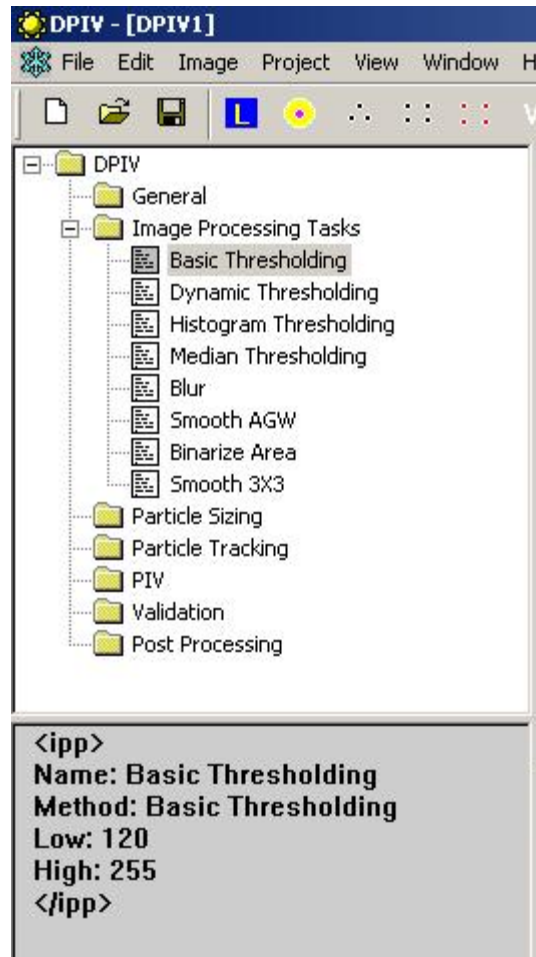 DPIV - [DPIV1]
File Edit Image Project View Window H
L V
DPIV
General
Image Processing Tasks
Basic Thresholding
Dynamic Thresholding
Histogram Thresholding
Median Thresholding
Blur
Smooth AGW
Binarize Area
Smooth 3X3
Particle Sizing
Particle Tracking
PIV
Validation
Post Processing
<ipp>
Name: Basic Thresholding
Method: Basic Thresholding
Low: 120
High: 255
</ipp>